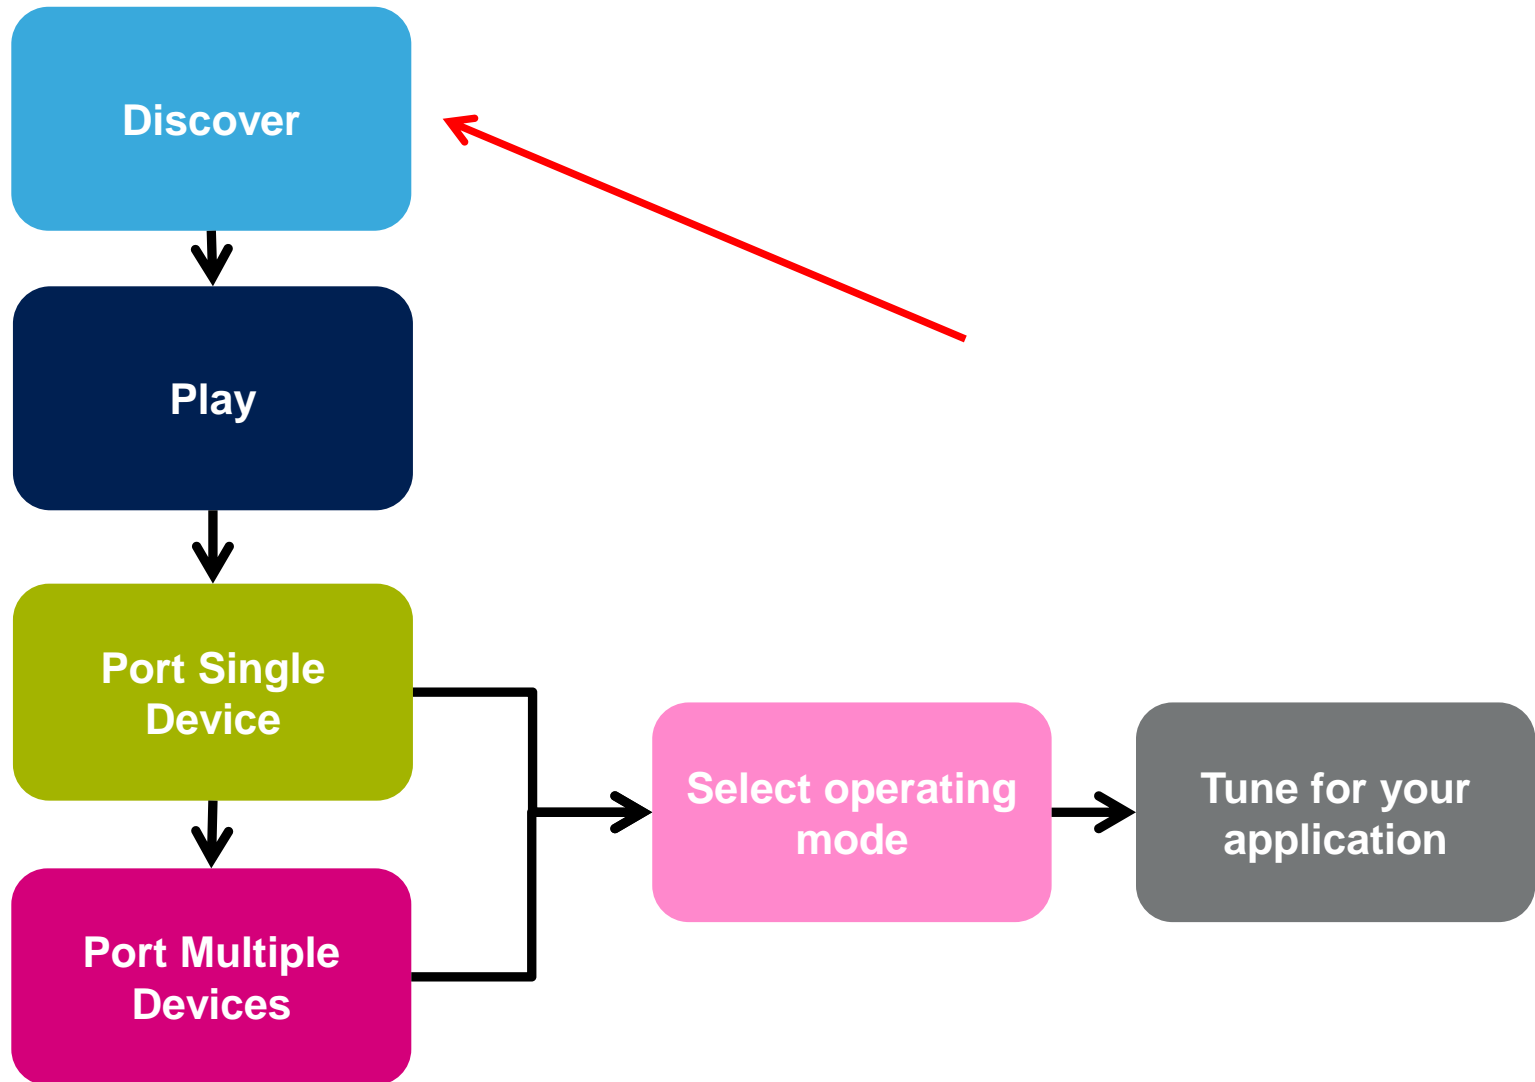 Discover
Play
Port Single
Device
Select operating
mode
Tune for your
application
Port Multiple
Devices